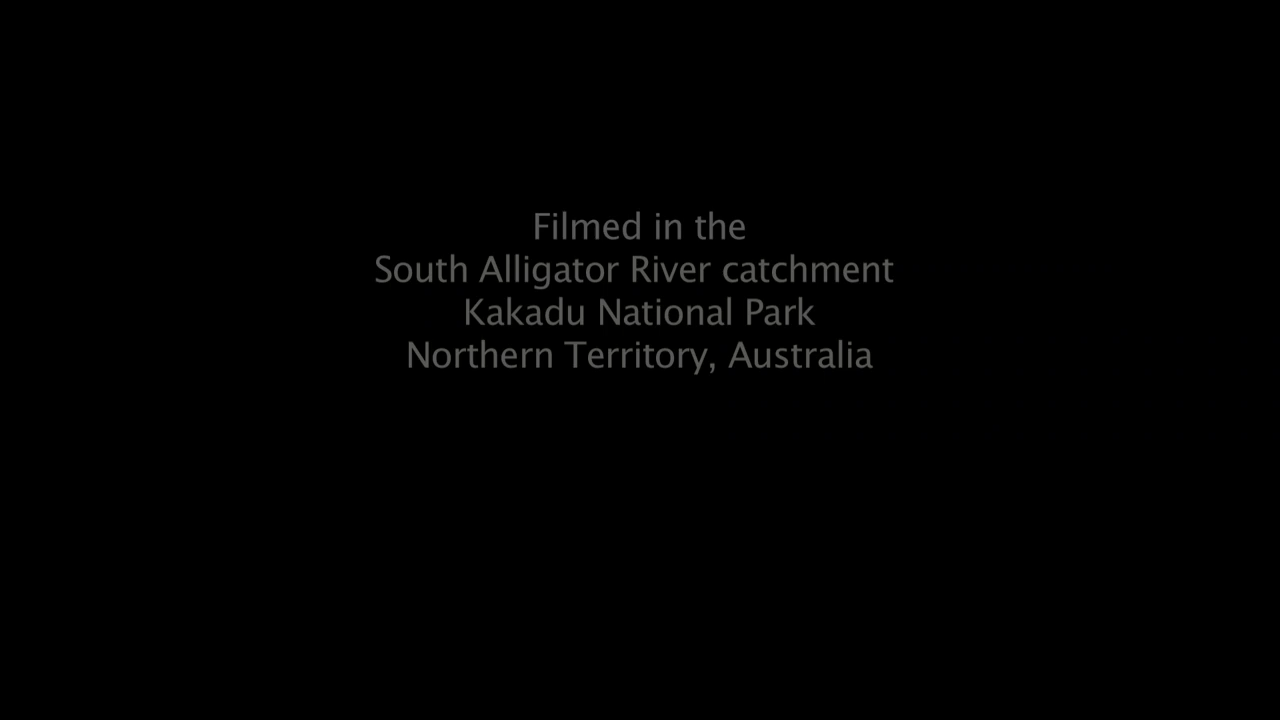 Filmed in the
South Alligator River catchment
Kakadu National Park
Northern Territory, Australia